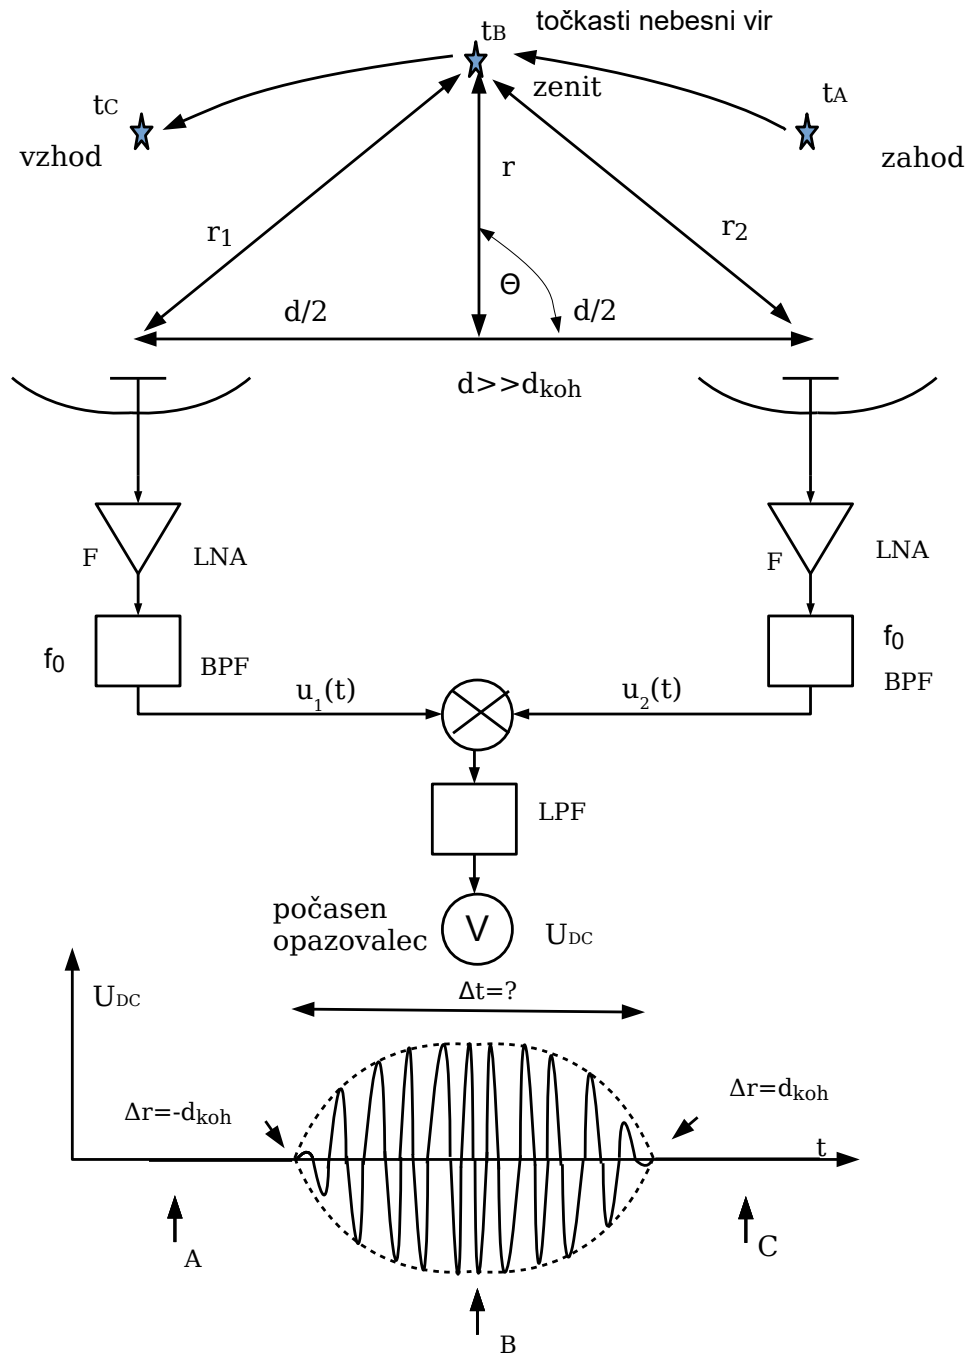 točkasti nebesni vir
tB
zenit
tC
tA
vzhod
zahod
r
r1
r2
Θ
d/2
d/2
d>>dkoh
F
LNA
F
LNA
f0
BPF
f0
BPF
u1(t)
u2(t)
LPF
počasen
opazovalec
V
UDC
UDC
Δt=?
Δr=-dkoh
Δr=dkoh
t
A
C
B